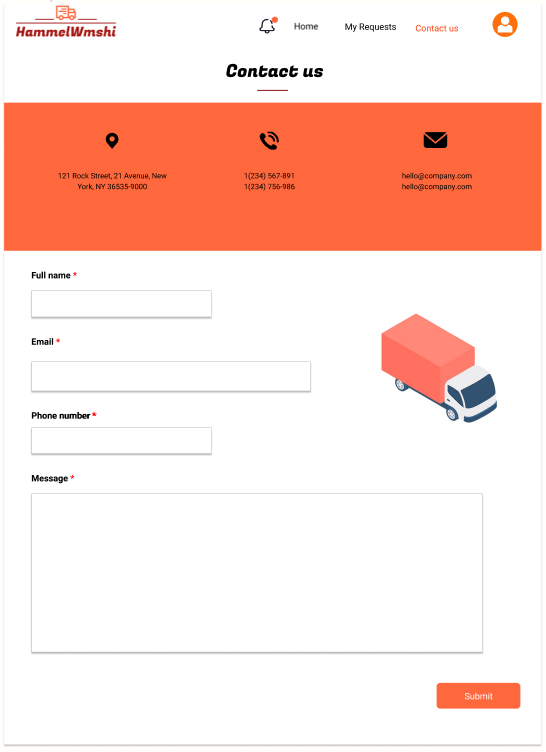 HammelWmshi
Home
My Requests
Contact us
Contact us
121 Rock Street, 21 Avenue, New
York, NY 36535-9000
1(234) 567-891
1(234) 756-986
hello@company.com
hello@company.com
Full name *
Email *
Phone number *
Message *
Submit